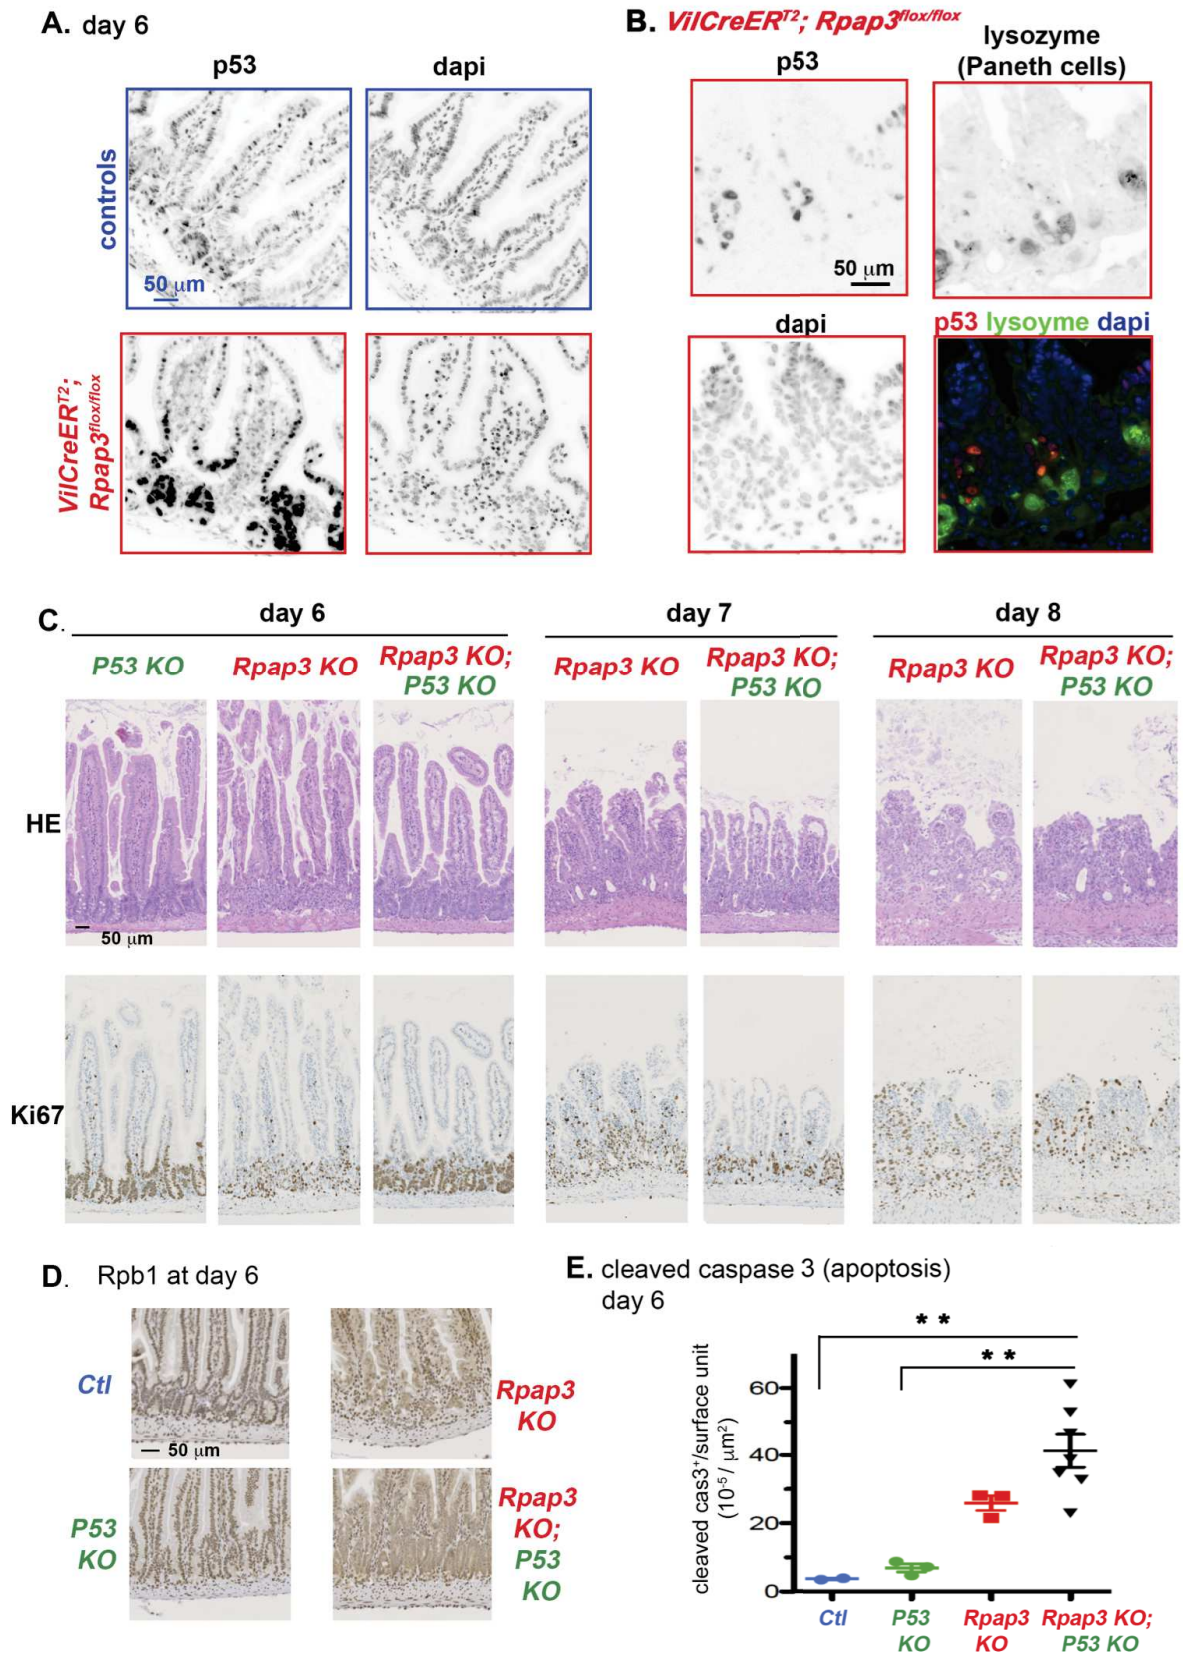 A. day 6
p53
dapi
controls
50 μm
VilCreERT2;
Rpap3flox/flox
B. VilCreERT2; Rpap3flox/flox
p53
lysozyme
(Paneth cells)
50 μm
dapi
p53 lysoyme dapi
C.
day 6
day 7
day 8
P53 KO
Rpap3 KO
Rpap3 KO;
P53 KO
Rpap3 KO
Rpap3 KO;
P53 KO
Rpap3 KO
Rpap3 KO;
P53 KO
HE
50 μm
Ki67
D. Rpb1 at day 6
Ctl
50 μm
Rpap3
KO
P53
KO
Rpap3
KO;
P53
KO
E. cleaved caspase 3 (apoptosis)
day 6
cleaved cas3+/surface unit
(10-5 / μm2)
* *
* *
60
40
20
0
Ctl
P53
KO
Rpap3
KO
Rpap3 KO;
P53 KO